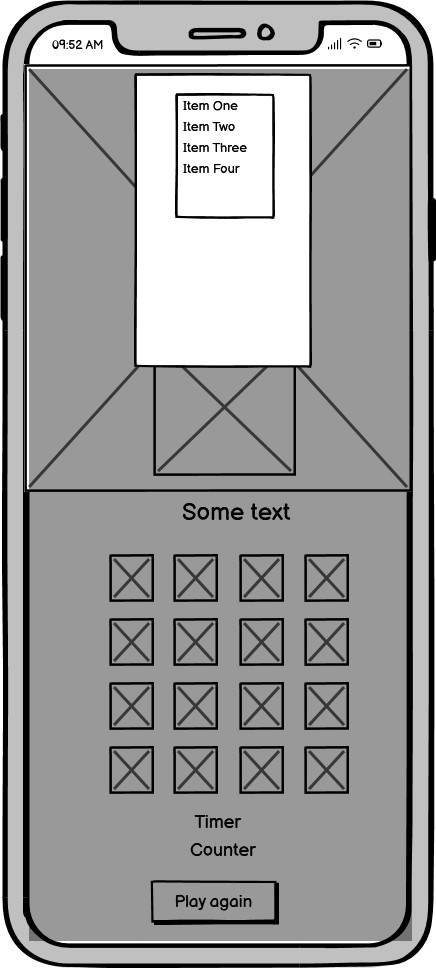 09:52 AM
Item One
Item Two
Item Three
Item Four
Some text
Timer
Counter
Play again